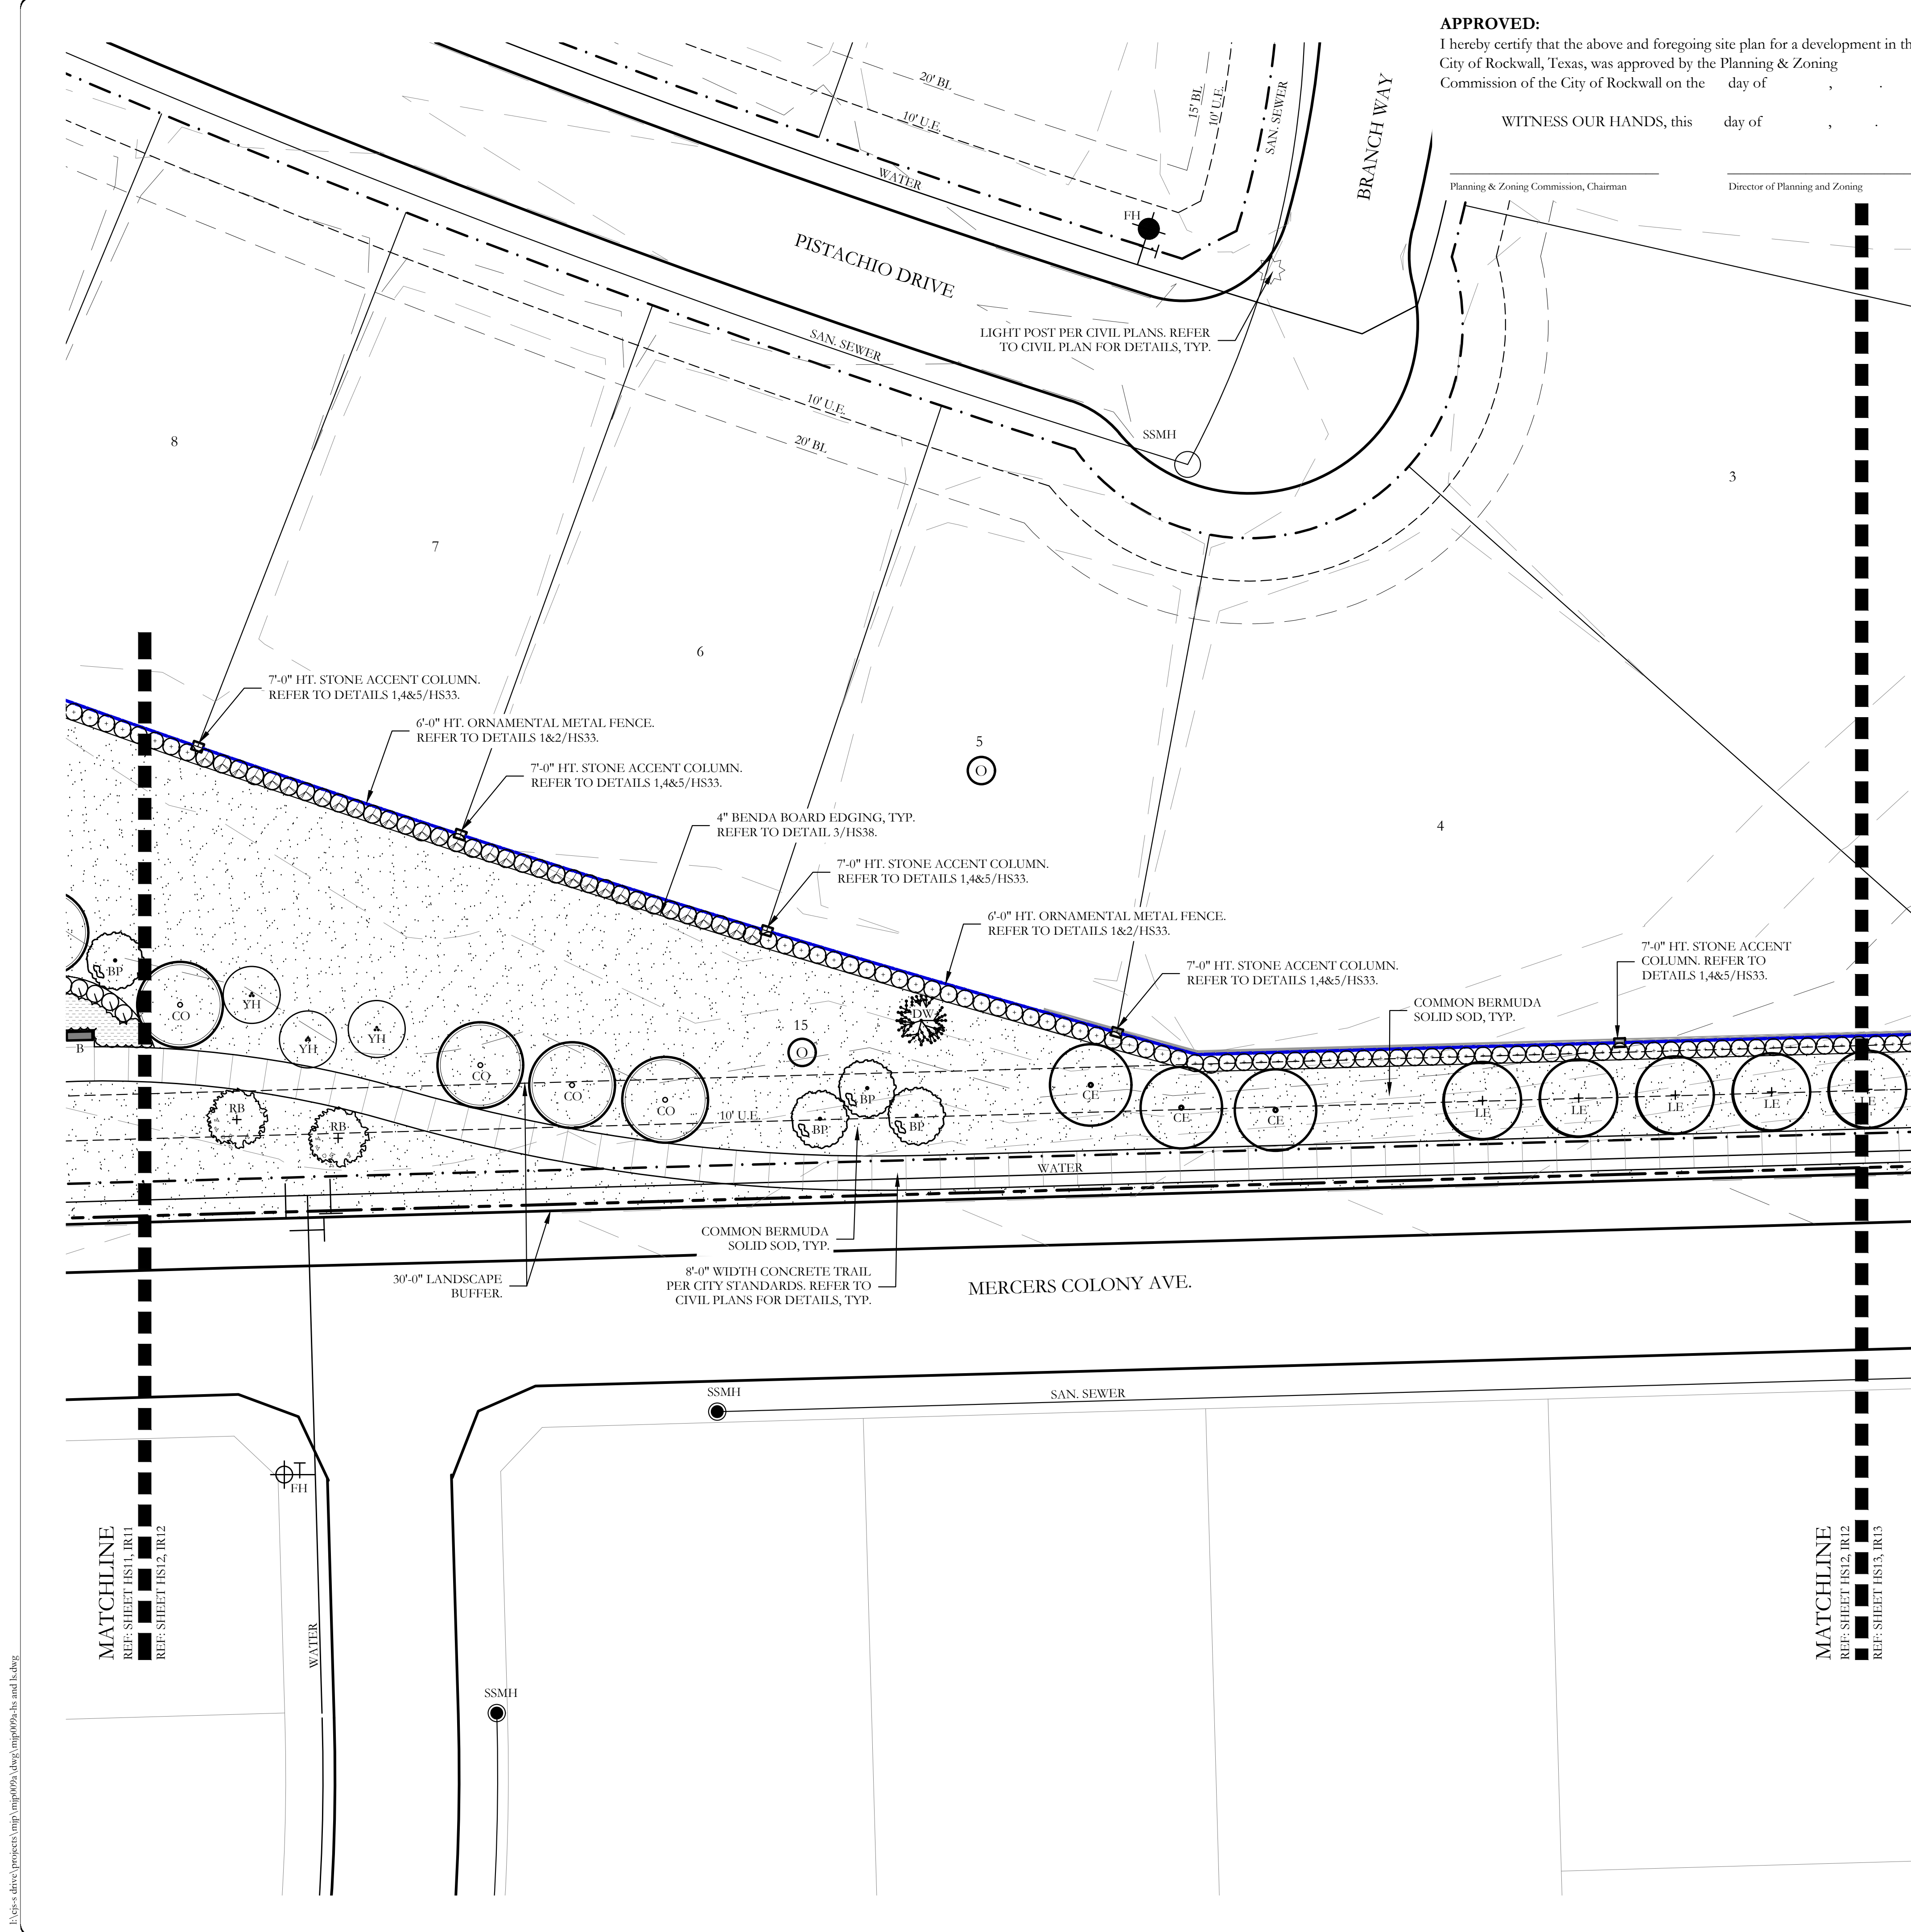 APPROVED:
I hereby certify that the above and foregoing site plan for a development in th
City of Rockwall, Texas, was approved by the Planning & Zoning
Commission of the City of Rockwall on the day of , .
WITNESS OUR HANDS, this day of , .
Planning & Zoning Commission, Chairman
Director of Planning and Zoning
20' BL
10' U.E.
WATER
15' BL
10' U.E.
SAN. SEWER
BRANCH WAY
FH
PISTACHIO DRIVE
LIGHT POST PER CIVIL PLANS. REFER
TO CIVIL PLAN FOR DETAILS, TYP.
SAN. SEWER
10' U.E.
20' BL
SSMH
8
7
6
5
O
4
3
7'-0" HT. STONE ACCENT COLUMN.
REFER TO DETAILS 1,4&5/HS33.
6'-0" HT. ORNAMENTAL METAL FENCE.
REFER TO DETAILS 1&2/HS33.
7'-0" HT. STONE ACCENT COLUMN.
REFER TO DETAILS 1,4&5/HS33.
4" BENDA BOARD EDGING, TYP.
REFER TO DETAIL 3/HS38.
7'-0" HT. STONE ACCENT COLUMN.
REFER TO DETAILS 1,4&5/HS33.
6'-0" HT. ORNAMENTAL METAL FENCE.
REFER TO DETAILS 1&2/HS33.
7'-0" HT. STONE ACCENT COLUMN.
REFER TO DETAILS 1,4&5/HS33.
COMMON BERMUDA
SOLID SOD, TYP.
7'-0" HT. STONE ACCENT
COLUMN. REFER TO
DETAILS 1,4&5/HS33.
BP
CO
YH
YH
YH
B
CO
CO
CO
15
O
DW
BP
BP
BP
CE
CE
CE
LE
LE
LE
LE
LE
RB
RB
10' U.E.
WATER
COMMON BERMUDA
SOLID SOD, TYP.
30'-0" LANDSCAPE
BUFFER.
8'-0" WIDTH CONCRETE TRAIL
PER CITY STANDARDS. REFER TO
CIVIL PLANS FOR DETAILS, TYP.
MERCERS COLONY AVE.
SSMH
SAN. SEWER
FH
WATER
SSMH
MATCHLINE
REF: SHEET HS11, IR11
REF: SHEET HS12, IR12
MATCHLINE
REF: SHEET HS12, IR12
REF: SHEET HS13, IR13
l:\cjs-s drive\projects\mjp\mjp009a\dwg\mjp009a-hs and ls.dwg